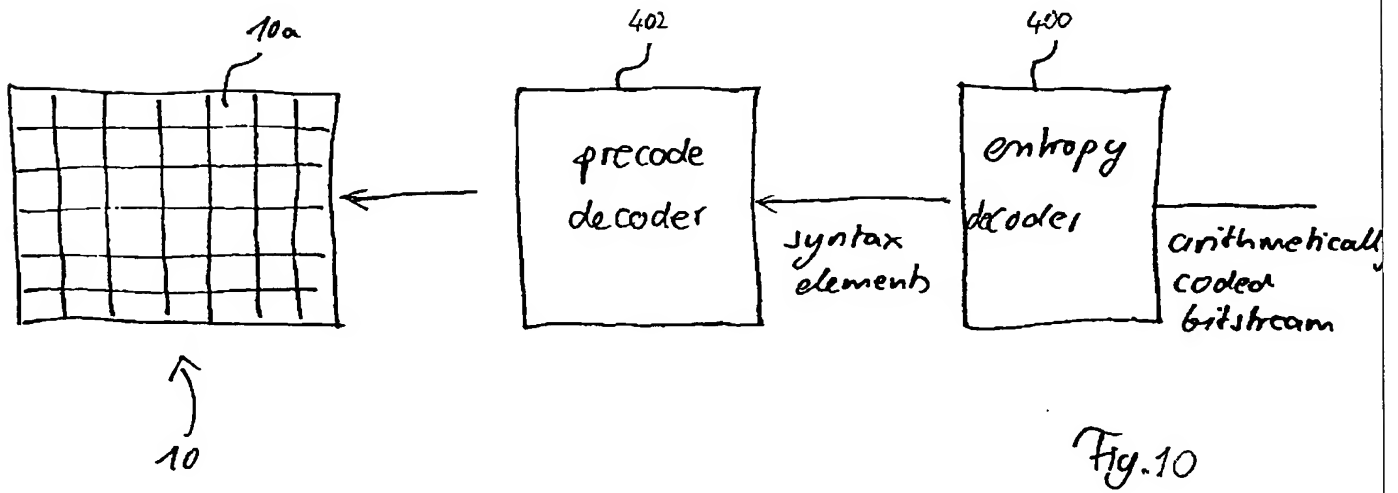 10a
402
400
precode
decoder
entropy
decoder
syntax
elements
arithmetically
coded
bitstream
10
Fig.10